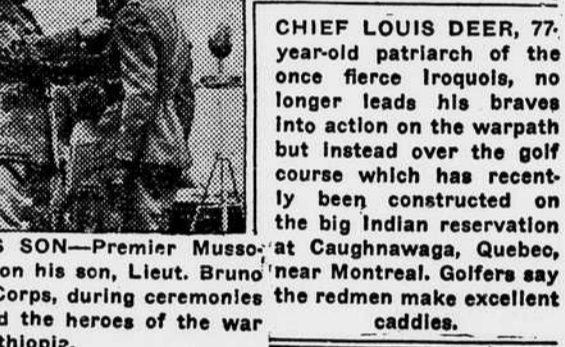 CHIEF LOUIS DEER, 77-
year-old patriarch of the
once fierce Iroquois, no
longer leads his braves
into action on the warpath
but instead over the golf
course which has recent-
ly been constructed on
the big Indian reservation
at Caughnawaga, Quebec,
near Montreal. Golfers say
the redmen make excellent
caddies.
S SON—Premier Musso-
on his son, Lieut. Bruno
Corps, during ceremonies
d the heroes of the war
thiopia.